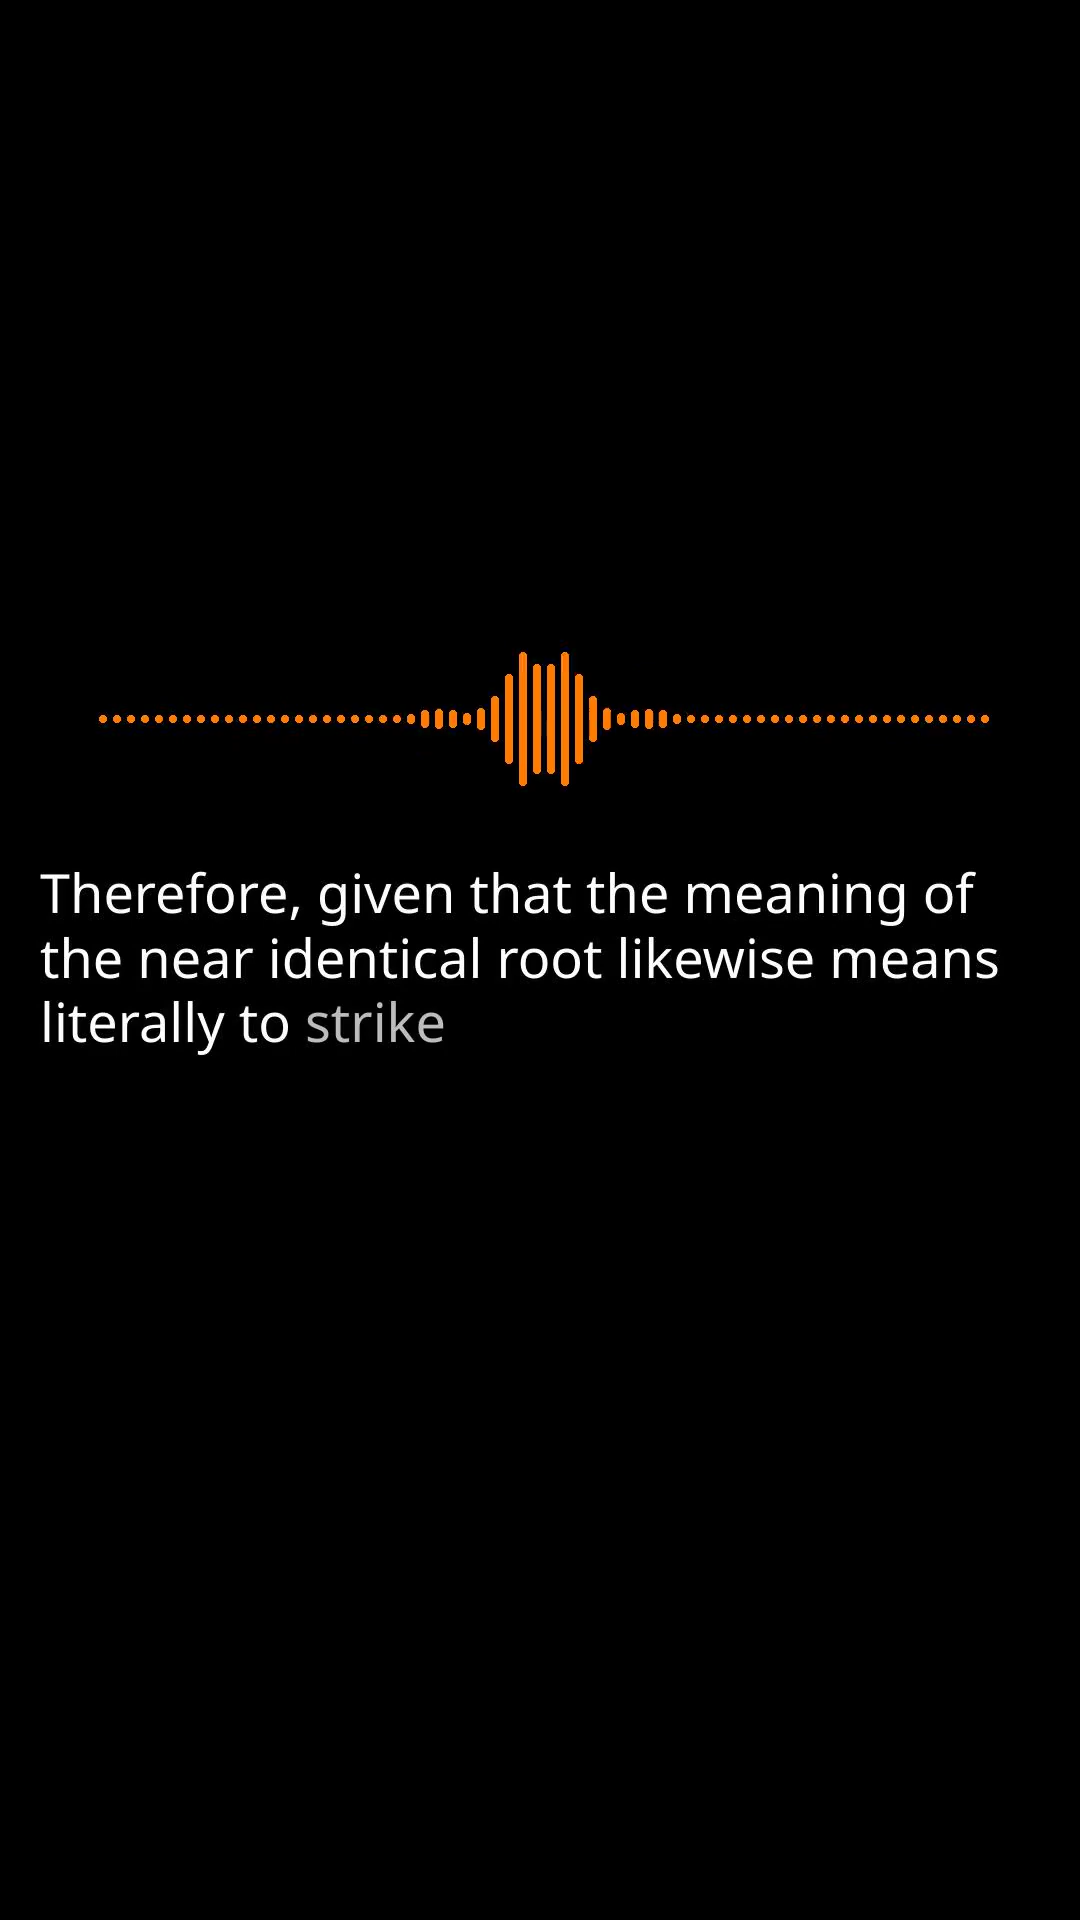 Therefore, given that the meaning of
the near identical root likewise means
literally to strike